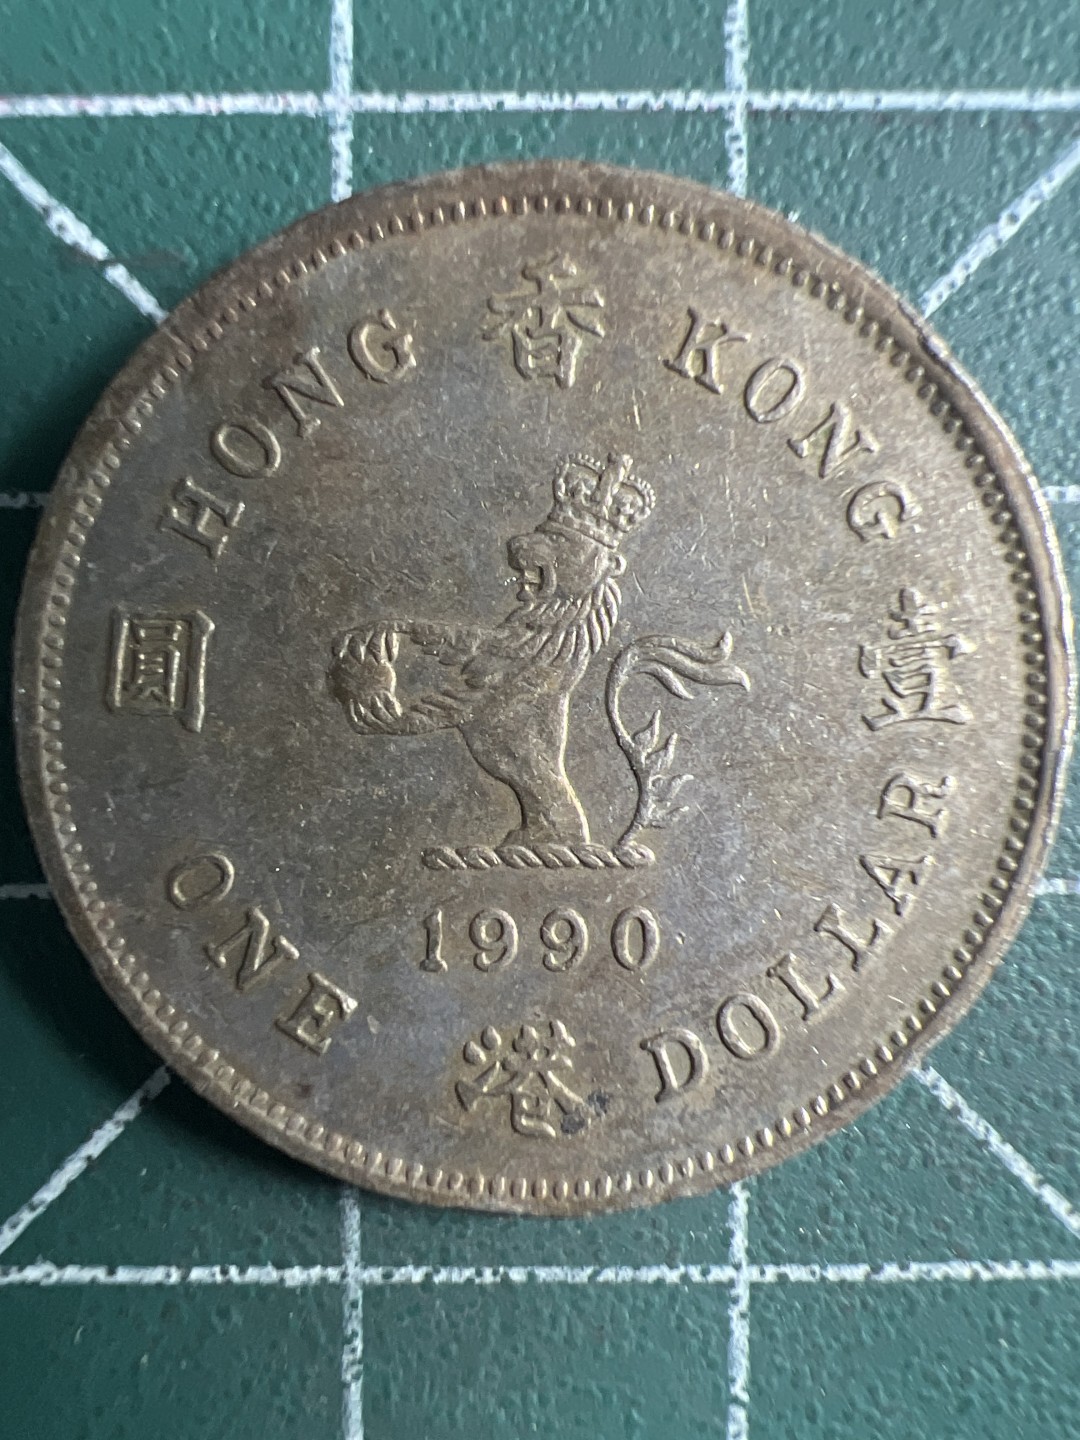 HONG 香 KONG
圓 壹
1990
ONE 港 DOLLAR